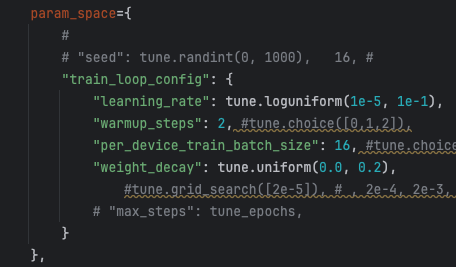 param_space={
#
# "seed": tune.randint(0, 1000),   16, #
"train_loop_config": {
"learning_rate": tune.loguniform(1e-5, 1e-1),
"warmup_steps": 2, #tune.choice([0,1,2]),
"per_device_train_batch_size": 16, #tune.choice
"weight_decay": tune.uniform(0.0, 0.2),
#tune.grid_search([2e-5]), # , 2e-4, 2e-3,
# "max_steps": tune_epochs,
}
},